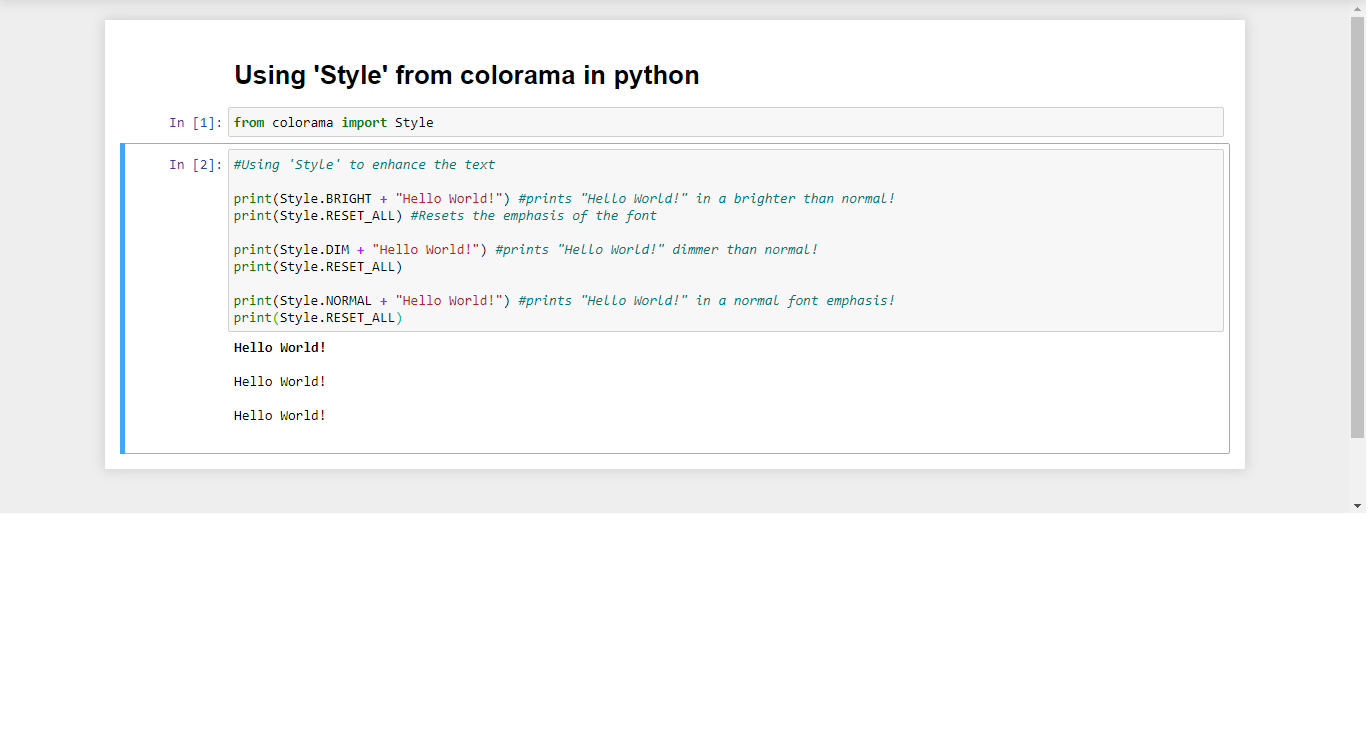 Using 'Style' from colorama in python
In [1]: from colorama import Style
In [2]: #Using 'Style' to enhance the text
print(Style.BRIGHT + "Hello World!") #prints "Hello World!" in a brighter than normal!
print(Style.RESET_ALL) #Resets the emphasis of the font
print(Style.DIM + "Hello World!") #prints "Hello World!" dimmer than normal!
print(Style.RESET_ALL)
print(Style.NORMAL + "Hello World!") #prints "Hello World!" in a normal font emphasis!
print(Style.RESET_ALL)
Hello World!
Hello World!
Hello World!